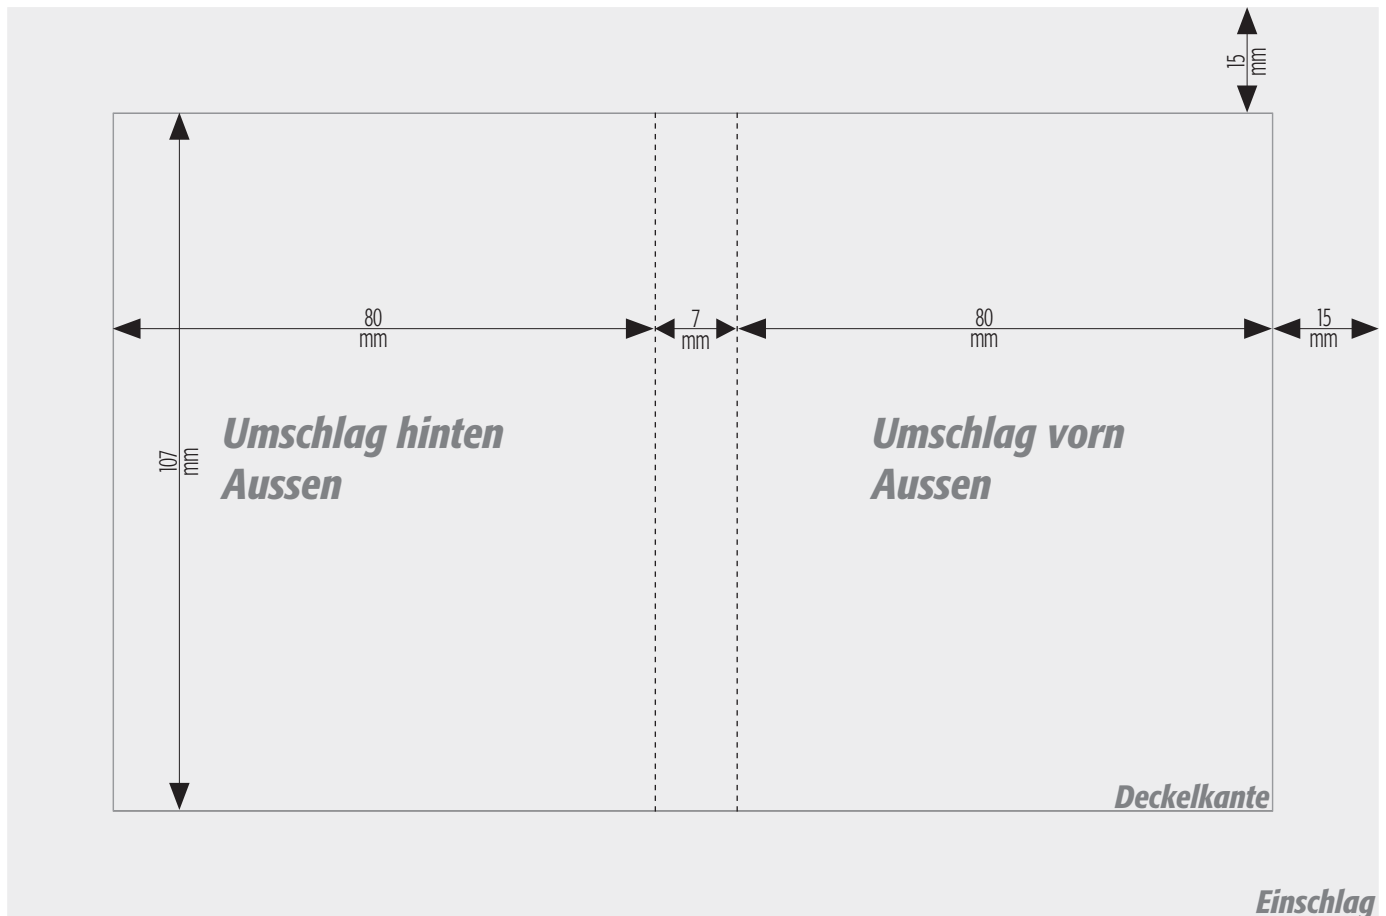 15
mm
80
mm
7
mm
80
mm
15
mm
Umschlag hinten
Aussen
Umschlag vorn
Aussen
107
mm
Deckelkante
Einschlag